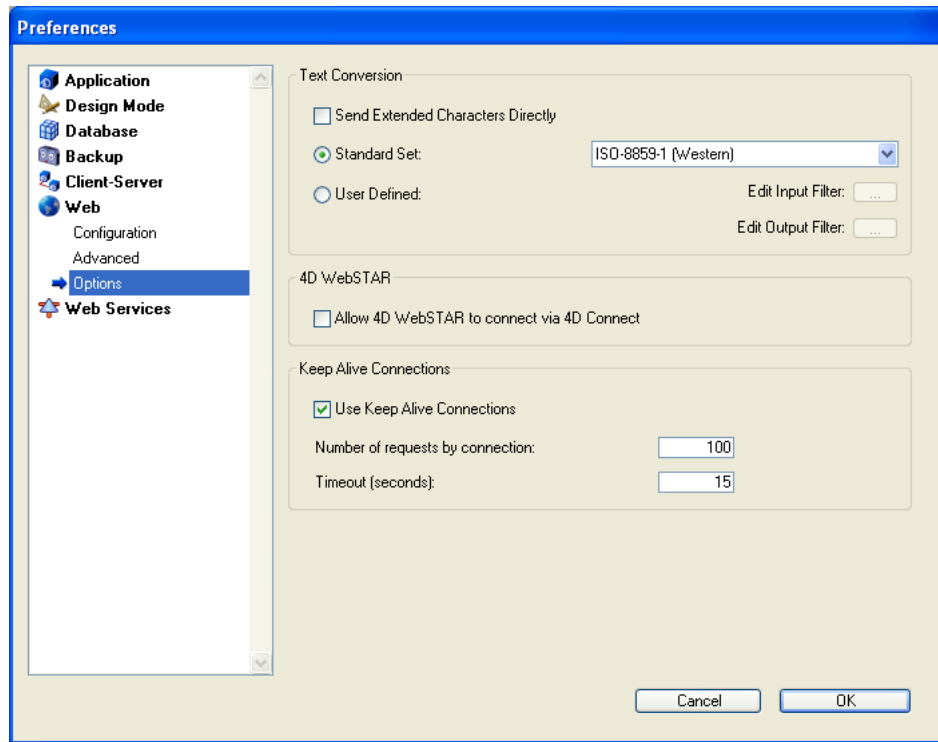 Preferences
Application
Design Mode
Database
Backup
Client-Server
Web
Configuration
Advanced
Options
Web Services
Text Conversion
Send Extended Characters Directly
Standard Set: ISO-8859-1 (Western)
User Defined: Edit Input Filter: ...
Edit Output Filter: ...
4D WebSTAR
Allow 4D WebSTAR to connect via 4D Connect
Keep Alive Connections
Use Keep Alive Connections
Number of requests by connection: 100
Timeout (seconds): 15
Cancel OK